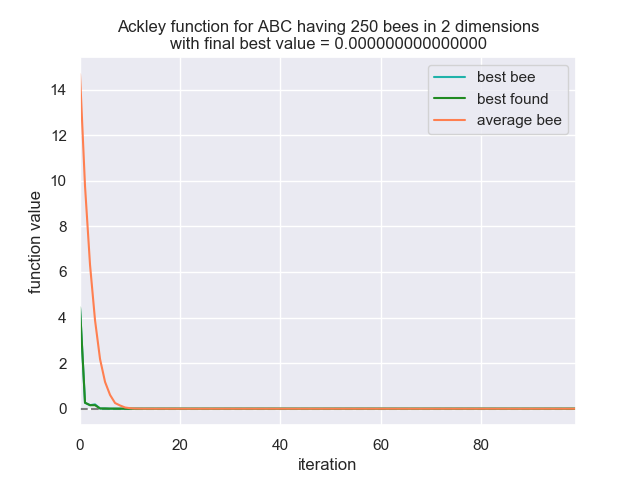 Ackley function for ABC having 250 bees in 2 dimensions
with final best value = 0.000000000000000
best bee
best found
average bee
function value
14
12
10
8
6
4
2
0
0
20
40
60
80
iteration